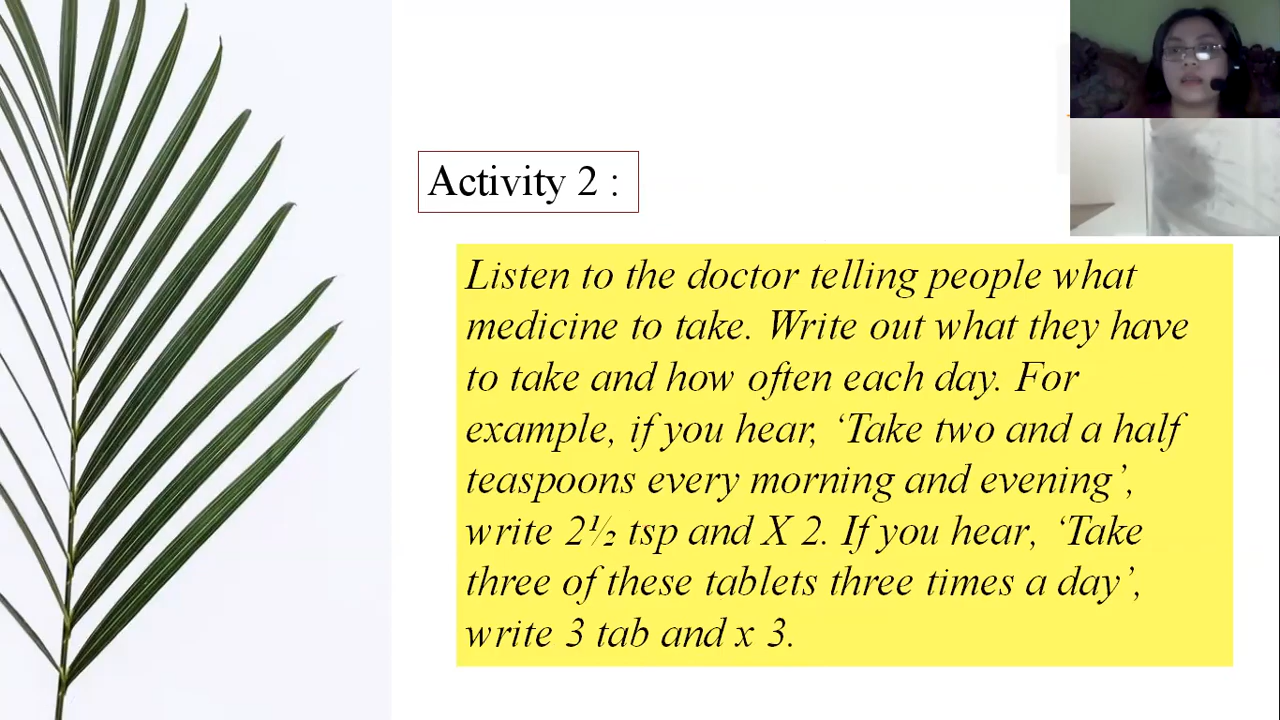 Activity 2 :
Listen to the doctor telling people what
medicine to take. Write out what they have
to take and how often each day. For
example, if you hear, ‘Take two and a half
teaspoons every morning and evening’,
write 2½ tsp and X 2. If you hear, ‘Take
three of these tablets three times a day’,
write 3 tab and x 3.